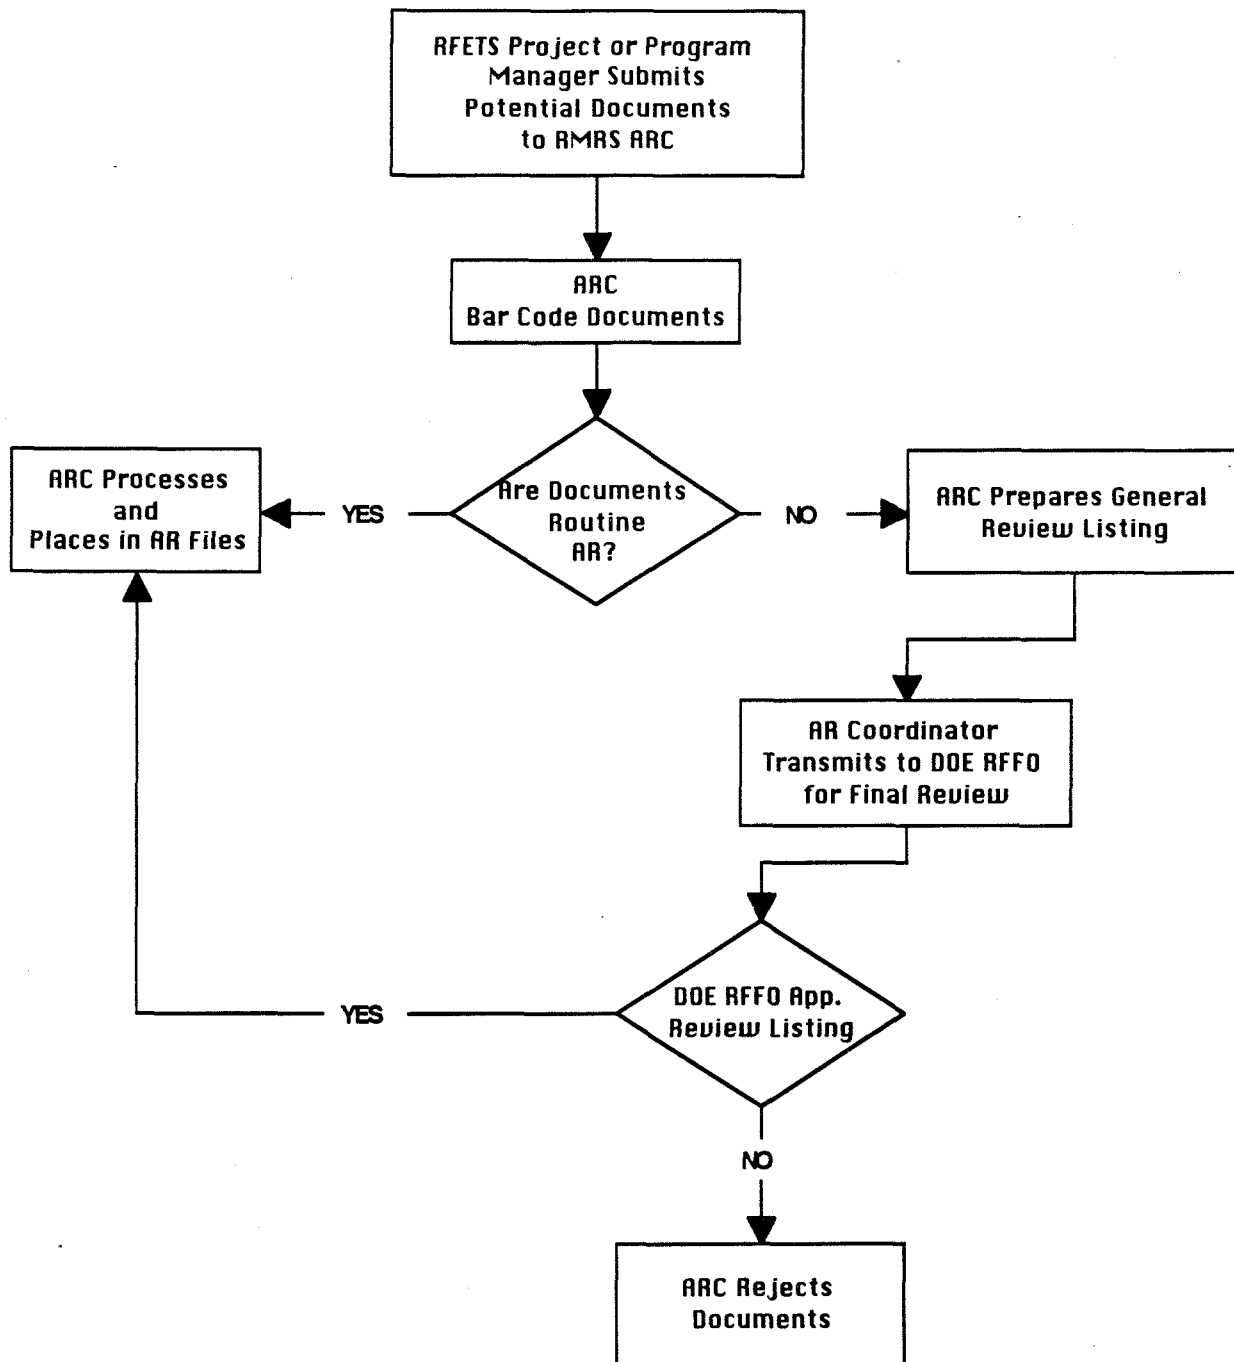 RFETS Project or Program
Manager Submits
Potential Documents
to RMRS ARC
ARC
Bar Code Documents
Are Documents
Routine
AR?
YES
NO
ARC Processes
and
Places in AR Files
ARC Prepares General
Review Listing
AR Coordinator
Transmits to DOE RFFO
for Final Review
DOE RFFO App.
Review Listing
YES
NO
ARC Rejects
Documents